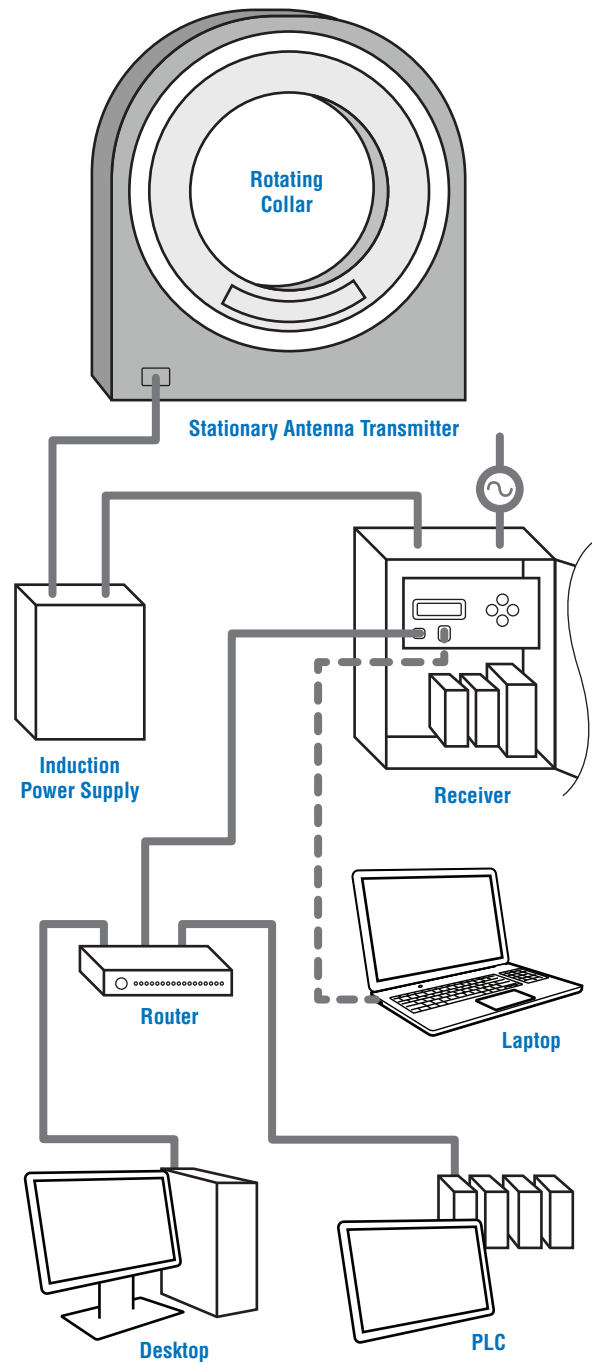 Rotating
Collar
Stationary Antenna Transmitter
Induction
Power Supply
Receiver
Router
Laptop
Desktop
PLC